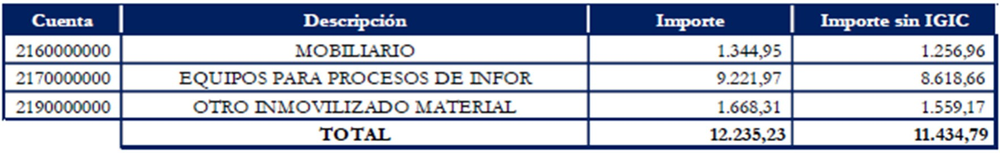 Cuenta Descripción Importe Importe sin IGIC
2160000000 MOBILIARIO 1.344,95 1.256,96
2170000000 EQUIPOS PARA PROCESOS DE INFOR 9.221,97 8.618,66
2190000000 OTRO INMOVILIZADO MATERIAL 1.668,31 1.559,17
TOTAL 12.235,23 11.434,79